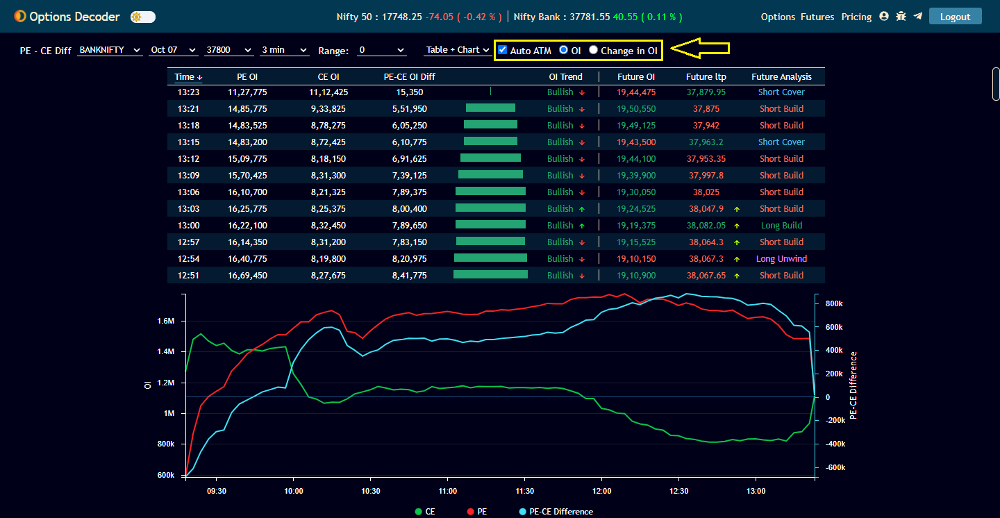 Options Decoder Nifty 50 : 17748.25 -74.05 ( -0.42 % ) Nifty Bank : 37781.55 40.55 ( 0.11 % ) Options Futures Pricing Logout
PE - CE Diff BANKNIFTY Oct 07 37800 3 min Range: 0 Table + Chart Auto ATM OI Change in OI
Time ↓ PE OI CE OI PE-CE OI Diff OI Trend Future OI Future ltp Future Analysis
13:23 11,27,775 11,12,425 15,350 Bullish ↓ 19,44,475 37,879.95 Short Cover
13:21 14,85,775 9,33,825 5,51,950 Bullish ↓ 19,50,550 37,875 Short Build
13:18 14,83,525 8,78,275 6,05,250 Bullish ↓ 19,49,125 37,942 Short Build
13:15 14,83,200 8,72,425 6,10,775 Bullish ↓ 19,43,500 37,963.2 Short Cover
13:12 15,09,775 8,18,150 6,91,625 Bullish ↓ 19,44,100 37,953.35 Short Build
13:09 15,70,425 8,31,300 7,39,125 Bullish ↓ 19,39,900 37,997.8 Short Build
13:06 16,10,700 8,21,325 7,89,375 Bullish ↓ 19,30,050 38,025 Short Build
13:03 16,25,775 8,25,375 8,00,400 Bullish ↑ 19,24,525 38,047.9 ↑ Short Build
13:00 16,22,100 8,32,450 7,89,650 Bullish ↑ 19,19,375 38,082.05 ↑ Long Build
12:57 16,14,350 8,31,200 7,83,150 Bullish ↓ 19,15,525 38,064.3 ↑ Short Build
12:54 16,40,775 8,19,800 8,20,975 Bullish ↓ 19,10,150 38,067.3 ↑ Long Unwind
12:51 16,69,450 8,27,675 8,41,775 Bullish ↓ 19,10,900 38,067.65 ↑ Short Build
800k
1.6M 600k
1.4M 400k
1.2M 200k
OI 0 PE-CE Difference
1M -200k
800k -400k
600k -600k
09:30 10:00 10:30 11:00 11:30 12:00 12:30 13:00
CE PE PE-CE Difference